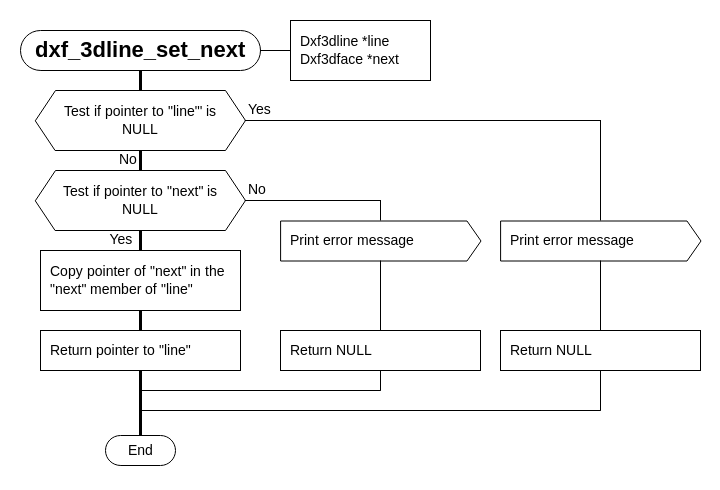 dxf_3dline_set_next
Dxf3dline *line
Dxf3dface *next
Test if pointer to "line'" is
NULL
Yes
No
Test if pointer to "next" is
NULL
No
Yes
Print error message
Print error message
Copy pointer of "next" in the
"next" member of "line"
Return pointer to "line"
Return NULL
Return NULL
End